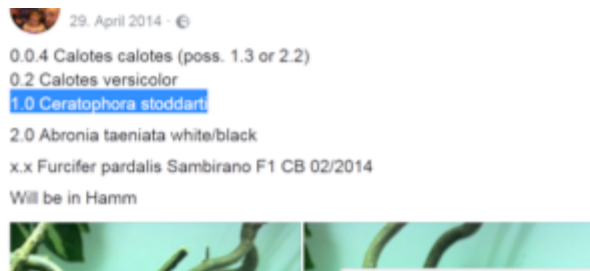 29. April 2014 ·
0.0.4 Calotes calotes (poss. 1.3 or 2.2)
0.2 Calotes versicolor
1.0 Ceratophora stoddarti
2.0 Abronia taeniata white/black
x.x Furcifer pardalis Sambirano F1 CB 02/2014
Will be in Hamm